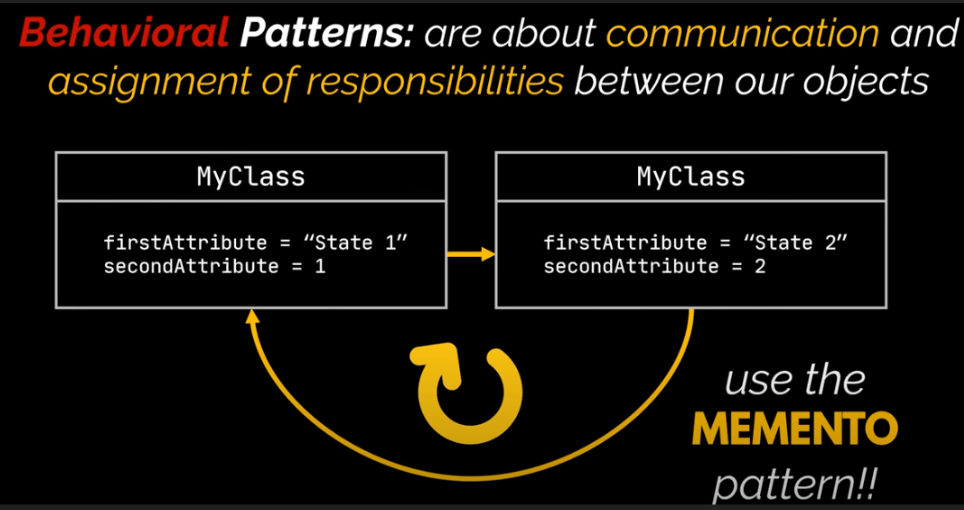 Behavioral Patterns: are about communication and
assignment of responsibilities between our objects
MyClass
firstAttribute = “State 1”
secondAttribute = 1
MyClass
firstAttribute = “State 2”
secondAttribute = 2
use the
MEMENTO
pattern!!